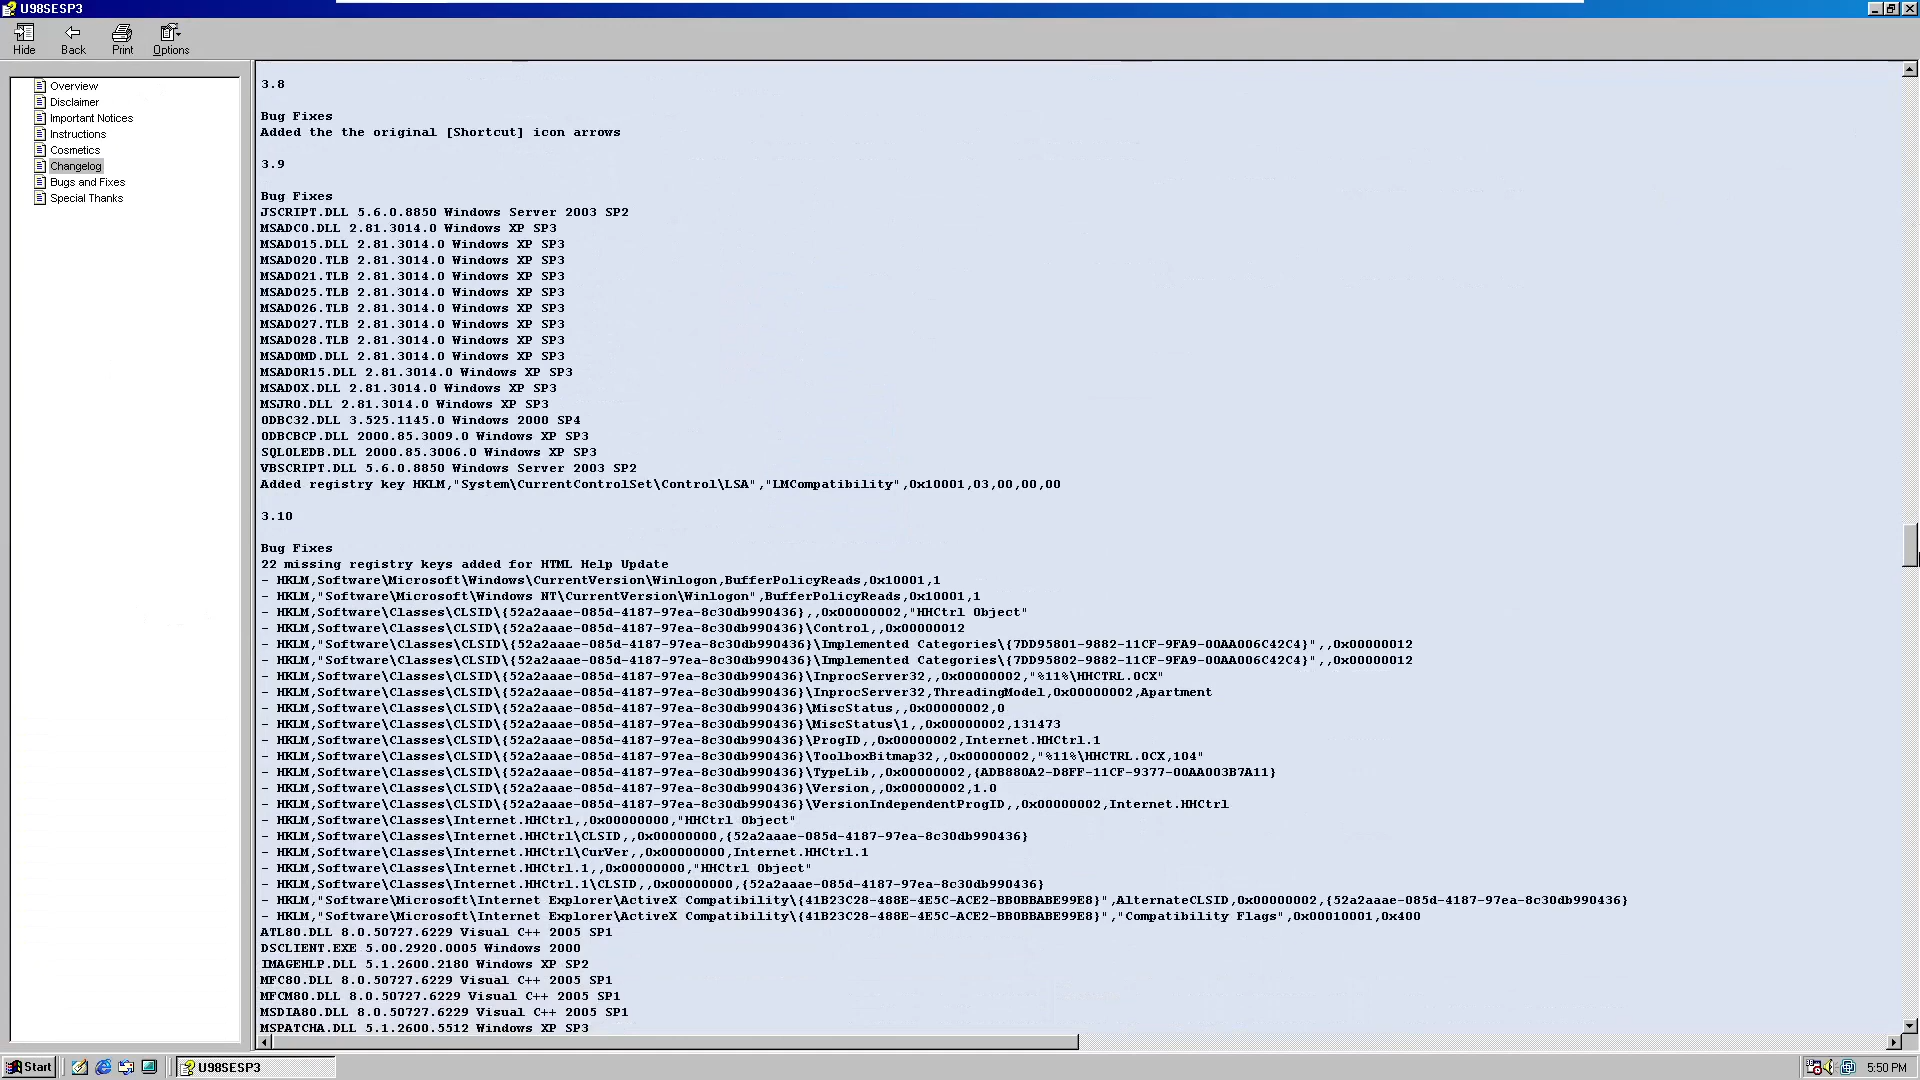 U98SESP3
Hide
Back
Print
Options
Overview
Disclaimer
Important Notices
Instructions
Cosmetics
Changelog
Bugs and Fixes
Special Thanks
3.8
Bug Fixes
Added the the original [Shortcut] icon arrows
3.9
Bug Fixes
JSCRIPT.DLL 5.6.0.8850 Windows Server 2003 SP2
MSADCO.DLL 2.81.3014.0 Windows XP SP3
MSADO15.DLL 2.81.3014.0 Windows XP SP3
MSADO20.TLB 2.81.3014.0 Windows XP SP3
MSADO21.TLB 2.81.3014.0 Windows XP SP3
MSADO25.TLB 2.81.3014.0 Windows XP SP3
MSADO26.TLB 2.81.3014.0 Windows XP SP3
MSADO27.TLB 2.81.3014.0 Windows XP SP3
MSADO28.TLB 2.81.3014.0 Windows XP SP3
MSADOMD.DLL 2.81.3014.0 Windows XP SP3
MSADOR15.DLL 2.81.3014.0 Windows XP SP3
MSADOX.DLL 2.81.3014.0 Windows XP SP3
MSJRO.DLL 2.81.3014.0 Windows XP SP3
ODBC32.DLL 3.525.1145.0 Windows 2000 SP4
ODBCBCP.DLL 2000.85.3009.0 Windows XP SP3
SQLOLEDB.DLL 2000.85.3006.0 Windows XP SP3
VBSCRIPT.DLL 5.6.0.8850 Windows Server 2003 SP2
Added registry key HKLM,"System\CurrentControlSet\Control\LSA","LMCompatibility",0x10001,03,00,00,00
3.10
Bug Fixes
22 missing registry keys added for HTML Help Update
- HKLM,Software\Microsoft\Windows\CurrentVersion\Winlogon,BufferPolicyReads,0x10001,1
- HKLM,"Software\Microsoft\Windows NT\CurrentVersion\Winlogon",BufferPolicyReads,0x10001,1
- HKLM,Software\Classes\CLSID\{52a2aaae-085d-4187-97ea-8c30db990436},,0x00000002,"HHCtrl Object"
- HKLM,Software\Classes\CLSID\{52a2aaae-085d-4187-97ea-8c30db990436}\Control,,0x00000012
- HKLM,"Software\Classes\CLSID\{52a2aaae-085d-4187-97ea-8c30db990436}\Implemented Categories\{7DD95801-9882-11CF-9FA9-00AA006C42C4}",,0x00000012
- HKLM,"Software\Classes\CLSID\{52a2aaae-085d-4187-97ea-8c30db990436}\Implemented Categories\{7DD95802-9882-11CF-9FA9-00AA006C42C4}",,0x00000012
- HKLM,Software\Classes\CLSID\{52a2aaae-085d-4187-97ea-8c30db990436}\InprocServer32,,0x00000002,"%11%\HHCTRL.OCX"
- HKLM,Software\Classes\CLSID\{52a2aaae-085d-4187-97ea-8c30db990436}\InprocServer32,ThreadingModel,0x00000002,Apartment
- HKLM,Software\Classes\CLSID\{52a2aaae-085d-4187-97ea-8c30db990436}\MiscStatus,,0x00000002,0
- HKLM,Software\Classes\CLSID\{52a2aaae-085d-4187-97ea-8c30db990436}\MiscStatus\1,,0x00000002,131473
- HKLM,Software\Classes\CLSID\{52a2aaae-085d-4187-97ea-8c30db990436}\ProgID,,0x00000002,Internet.HHCtrl.1
- HKLM,Software\Classes\CLSID\{52a2aaae-085d-4187-97ea-8c30db990436}\ToolboxBitmap32,,0x00000002,"%11%\HHCTRL.OCX,104"
- HKLM,Software\Classes\CLSID\{52a2aaae-085d-4187-97ea-8c30db990436}\TypeLib,,0x00000002,{ADB880A2-D8FF-11CF-9377-00AA003B7A11}
- HKLM,Software\Classes\CLSID\{52a2aaae-085d-4187-97ea-8c30db990436}\Version,,0x00000002,1.0
- HKLM,Software\Classes\CLSID\{52a2aaae-085d-4187-97ea-8c30db990436}\VersionIndependentProgID,,0x00000002,Internet.HHCtrl
- HKLM,Software\Classes\Internet.HHCtrl,,0x00000000,"HHCtrl Object"
- HKLM,Software\Classes\Internet.HHCtrl\CLSID,,0x00000000,{52a2aaae-085d-4187-97ea-8c30db990436}
- HKLM,Software\Classes\Internet.HHCtrl\CurVer,,0x00000000,Internet.HHCtrl.1
- HKLM,Software\Classes\Internet.HHCtrl.1,,0x00000000,"HHCtrl Object"
- HKLM,Software\Classes\Internet.HHCtrl.1\CLSID,,0x00000000,{52a2aaae-085d-4187-97ea-8c30db990436}
- HKLM,"Software\Microsoft\Internet Explorer\ActiveX Compatibility\{41B23C28-488E-4E5C-ACE2-BB0BBABE99E8}",AlternateCLSID,0x00000002,{52a2aaae-085d-4187-97ea-8c30db990436}
- HKLM,"Software\Microsoft\Internet Explorer\ActiveX Compatibility\{41B23C28-488E-4E5C-ACE2-BB0BBABE99E8}","Compatibility Flags",0x00010001,0x400
ATL80.DLL 8.0.50727.6229 Visual C++ 2005 SP1
DSCLIENT.EXE 5.00.2920.0005 Windows 2000
IMAGEHLP.DLL 5.1.2600.2180 Windows XP SP2
MFC80.DLL 8.0.50727.6229 Visual C++ 2005 SP1
MFCM80.DLL 8.0.50727.6229 Visual C++ 2005 SP1
MSDIA80.DLL 8.0.50727.6229 Visual C++ 2005 SP1
MSPATCHA.DLL 5.1.2600.5512 Windows XP SP3
Start
U98SESP3
5:50 PM